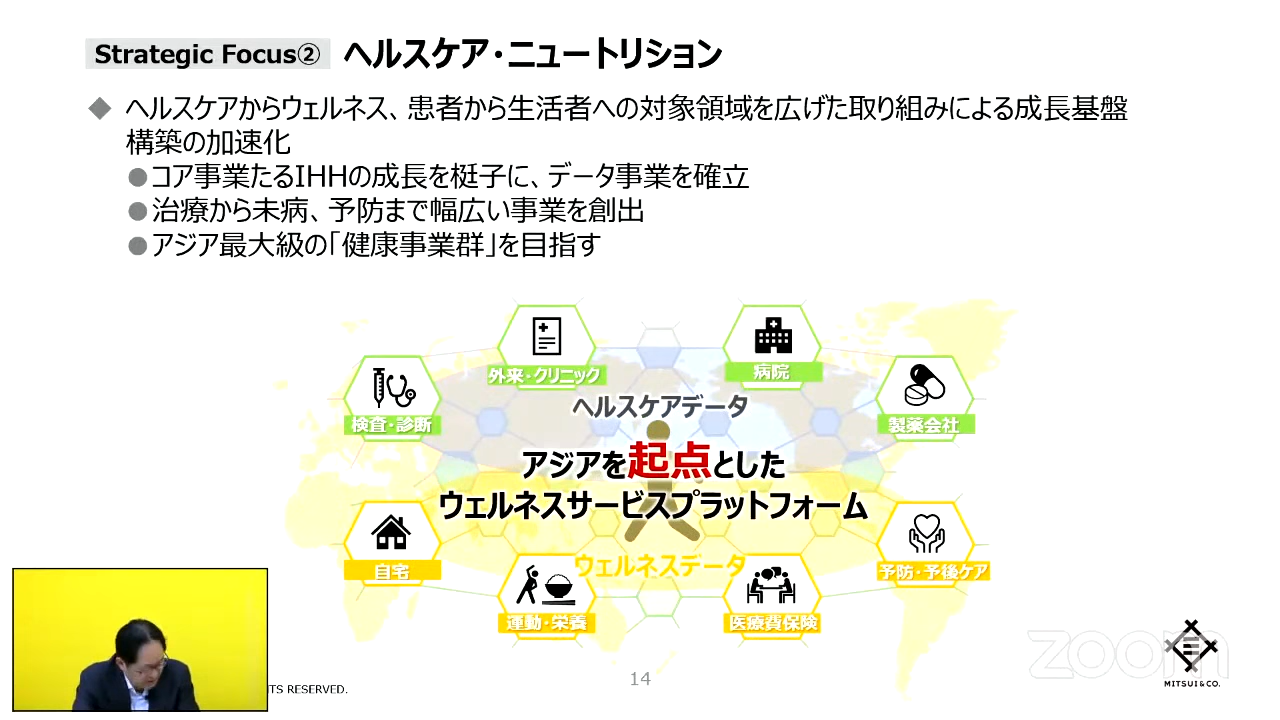 Strategic Focus② ヘルスケア・ニュートリション
◆ ヘルスケアからウェルネス、患者から生活者への対象領域を広げた取り組みによる成長基盤
構築の加速化
●コア事業たるIHHの成長を梃子に、データ事業を確立
●治療から未病、予防まで幅広い事業を創出
●アジア最大級の「健康事業群」を目指す
外来・クリニック
病院
検査・診断
製薬会社
ヘルスケアデータ
アジアを起点とした
ウェルネスサービスプラットフォーム
自宅
ウェルネスデータ
予防・予後ケア
運動・栄養
医療費保険
TS RESERVED.
14
zoom
MITSUI & CO.